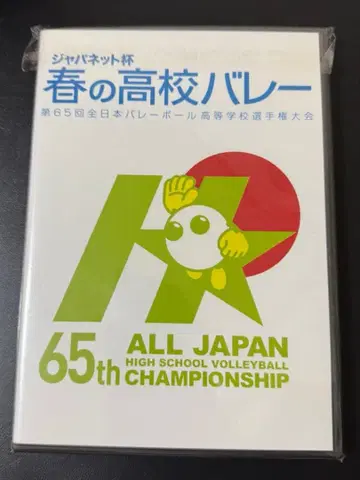 ジャパネット杯
春の高校バレー
第65回全日本バレーボール高等学校選手権大会
65th ALL JAPAN
HIGH SCHOOL VOLLEYBALL
CHAMPIONSHIP